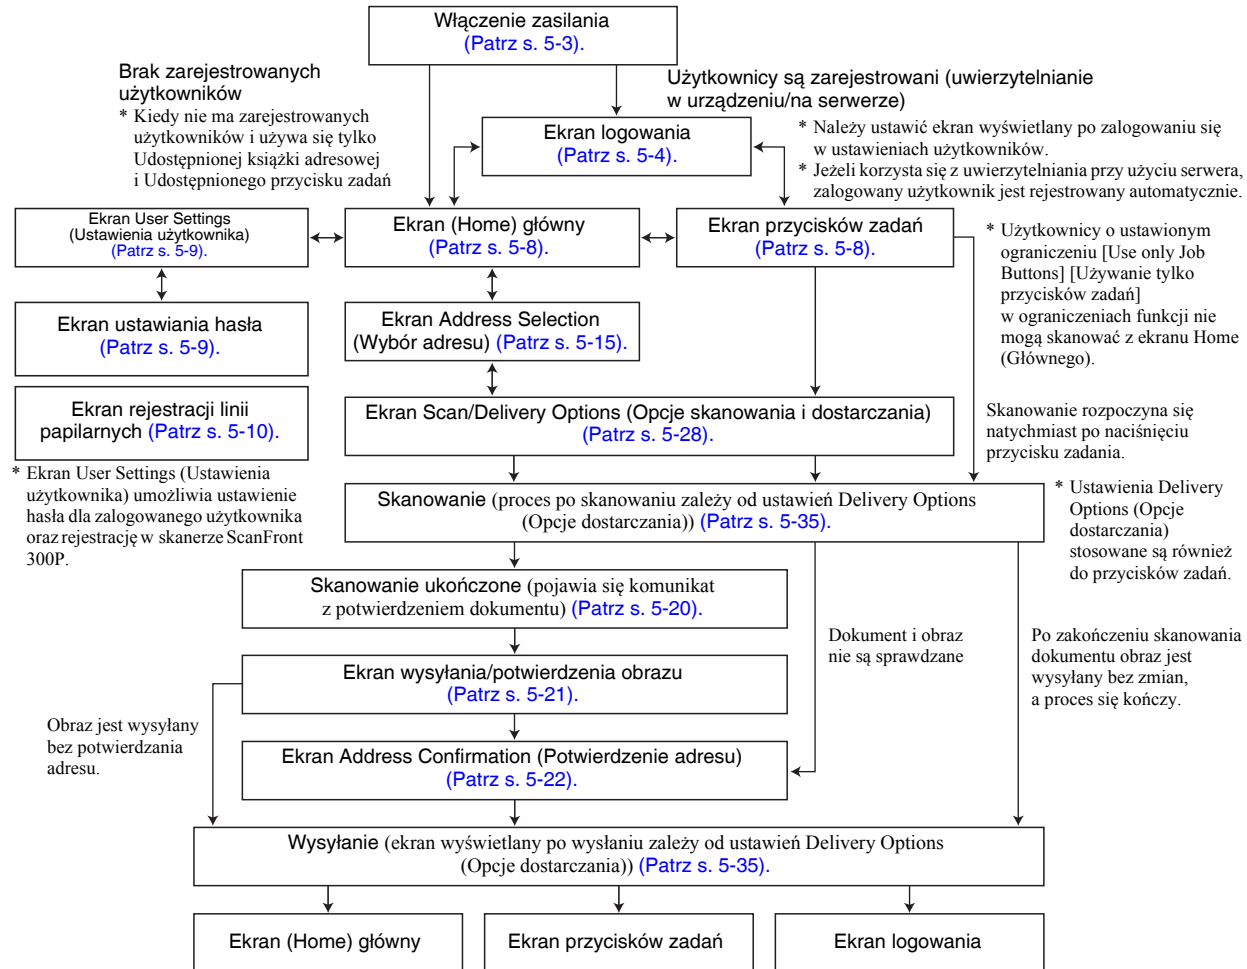 Włączenie zasilania
(Patrz s. 5-3).
Brak zarejestrowanych
użytkowników
* Kiedy nie ma zarejestrowanych
użytkowników i używa się tylko
Udostępnionej książki adresowej
i Udostępnionego przycisku zadań
Użytkownicy są zarejestrowani (uwierzytelnianie
w urządzeniu/na serwerze)
Ekran logowania
(Patrz s. 5-4).
* Należy ustawić ekran wyświetlany po zalogowaniu się
w ustawieniach użytkowników.
* Jeżeli korzysta się z uwierzytelniania przy użyciu serwera,
zalogowany użytkownik jest rejestrowany automatycznie.
Ekran User Settings
(Ustawienia użytkownika)
(Patrz s. 5-9).
Ekran (Home) główny
(Patrz s. 5-8).
Ekran przycisków zadań
(Patrz s. 5-8).
* Użytkownicy o ustawionym
ograniczeniu [Use only Job
Buttons] [Używanie tylko
przycisków zadań]
w ograniczeniach funkcji nie
mogą skanować z ekranu Home
(Głównego).
Ekran ustawiania hasła
(Patrz s. 5-9).
Ekran Address Selection
(Wybór adresu) (Patrz s. 5-15).
Ekran rejestracji linii
papilarnych (Patrz s. 5-10).
Ekran Scan/Delivery Options (Opcje skanowania i dostarczania)
(Patrz s. 5-28).
Skanowanie rozpoczyna się
natychmiast po naciśnięciu
przycisku zadania.
* Ekran User Settings (Ustawienia
użytkownika) umożliwia ustawienie
hasła dla zalogowanego użytkownika
oraz rejestrację w skanerze ScanFront
300P.
Skanowanie (proces po skanowaniu zależy od ustawień Delivery Options
(Opcje dostarczania)) (Patrz s. 5-35).
* Ustawienia Delivery
Options (Opcje
dostarczania)
stosowane są również
do przycisków zadań.
Skanowanie ukończone (pojawia się komunikat
z potwierdzeniem dokumentu) (Patrz s. 5-20).
Dokument i obraz
nie są sprawdzane
Po zakończeniu skanowania
dokumentu obraz jest
wysyłany bez zmian,
a proces się kończy.
Ekran wysyłania/potwierdzenia obrazu
(Patrz s. 5-21).
Obraz jest wysyłany
bez potwierdzania
adresu.
Ekran Address Confirmation (Potwierdzenie adresu)
(Patrz s. 5-22).
Wysyłanie (ekran wyświetlany po wysłaniu zależy od ustawień Delivery Options
(Opcje dostarczania)) (Patrz s. 5-35).
Ekran (Home) główny
Ekran przycisków zadań
Ekran logowania